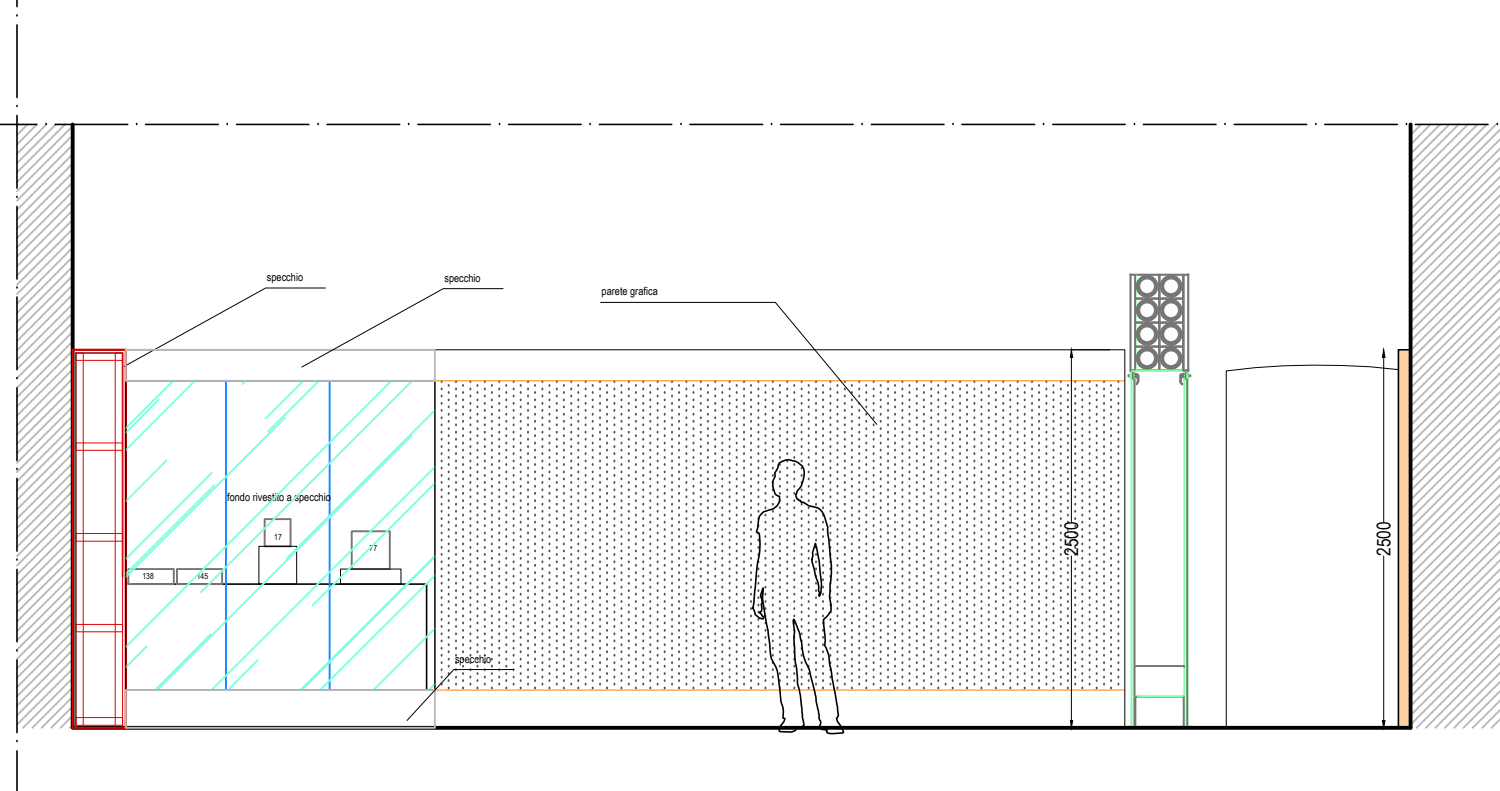 specchio
specchio
parete grafica
fondo rivestito a specchio
17
77
138
145
2500
2500
specchio